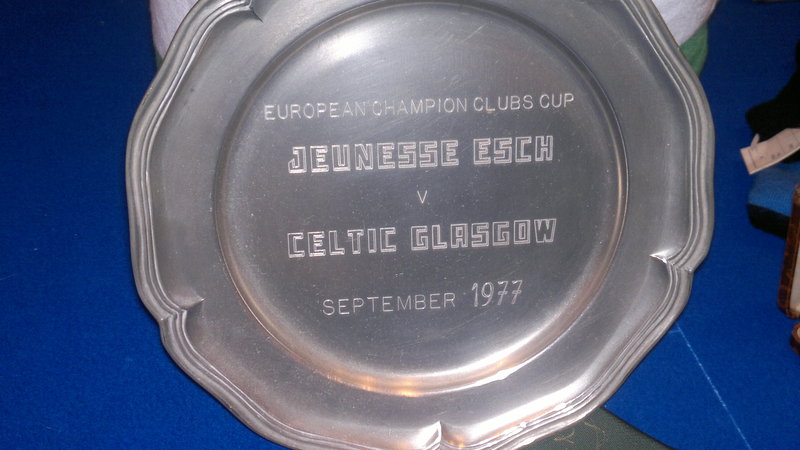 EUROPEAN CHAMPION CLUBS CUP
JEUNESSE ESCH
V
CELTIC GLASGOW
SEPTEMBER 1977